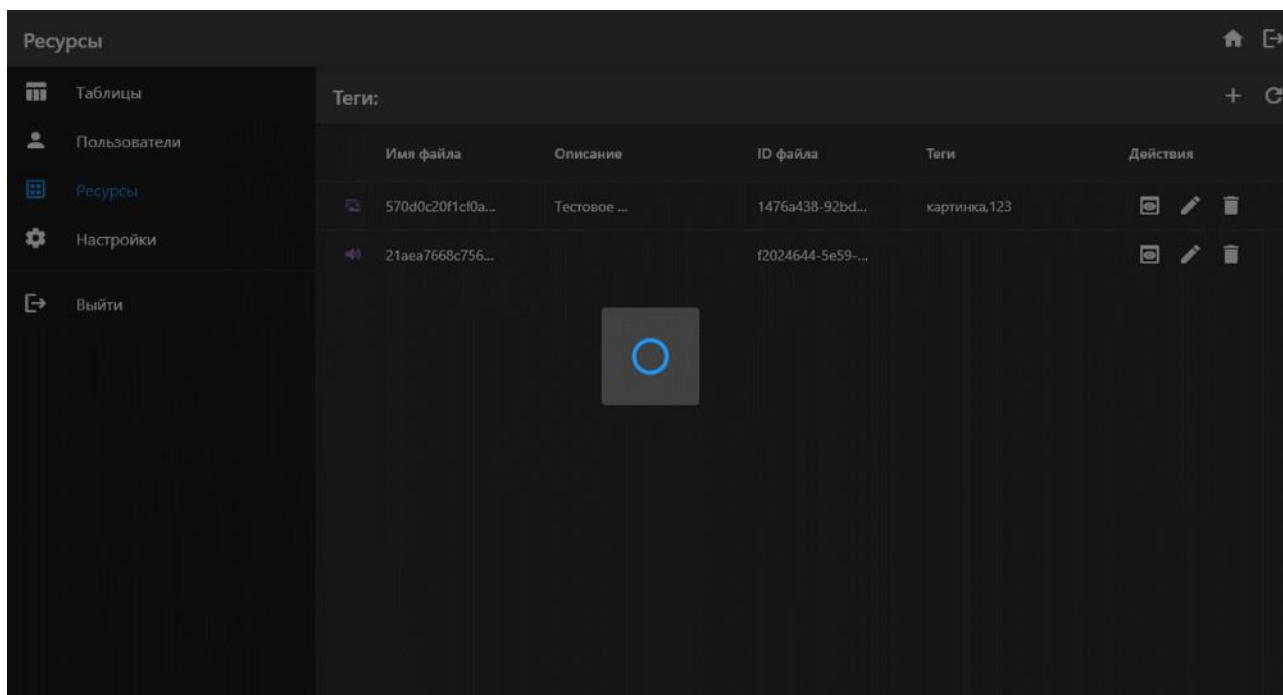 Ресурсы
Таблицы
Пользователи
Ресурсы
Настройки
Выйти
Теги:
Имя файла Описание ID файла Теги Действия
570d0c20f1cf0a... Тестовое ... 1476a438-92bd... картинка,123
21aea7668c756... f2024644-5e59-...